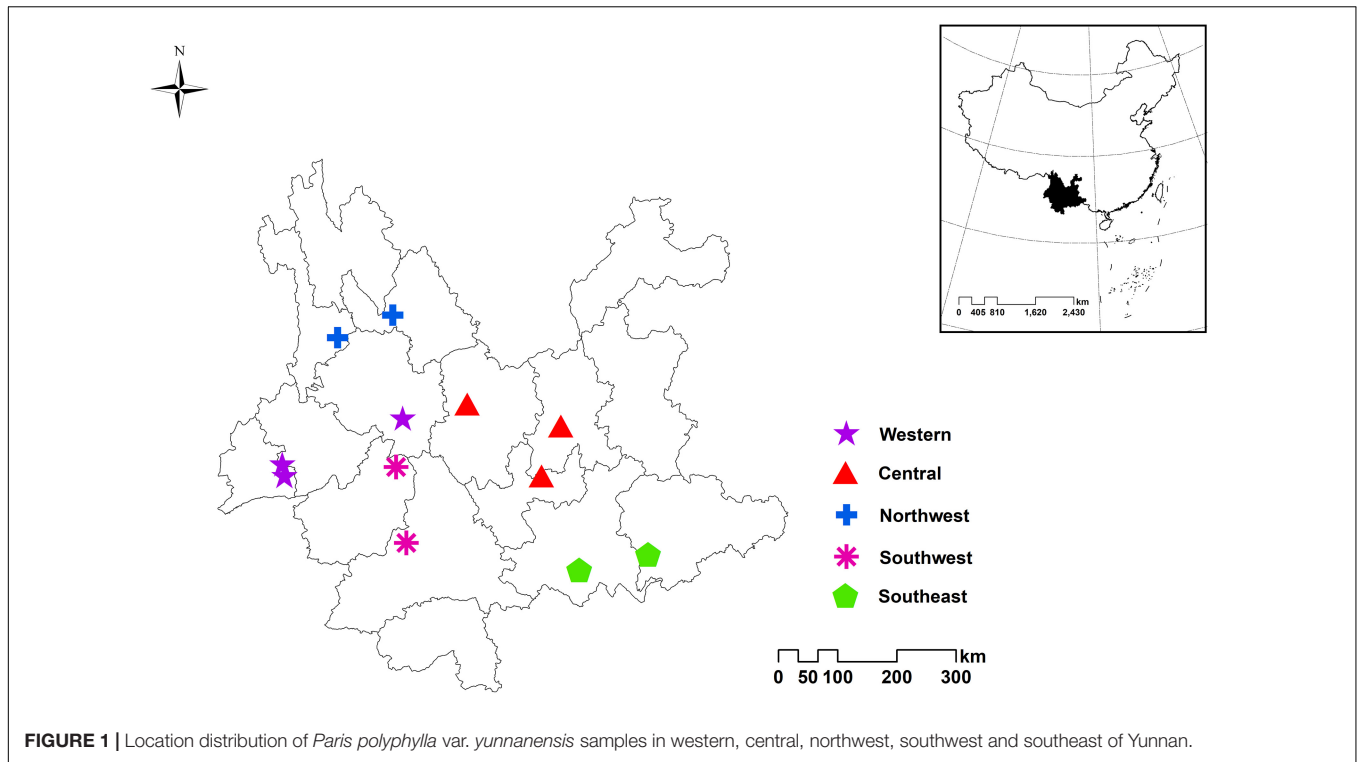 N
km
0 405 810 1,620 2,430
Western
Central
Northwest
Southwest
Southeast
km
0 50 100 200 300
FIGURE 1 | Location distribution of Paris polyphylla var. yunnanensis samples in western, central, northwest, southwest and southeast of Yunnan.